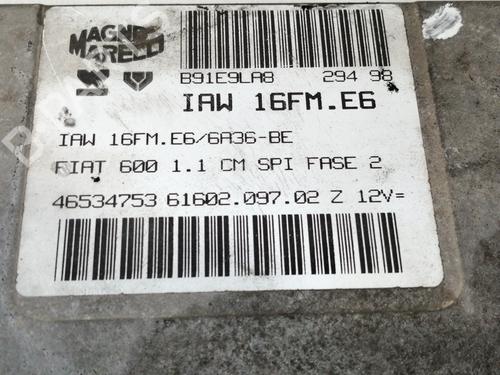 MAGNETI
MARELLI
B91E9LA8 294 98
IAW 16FM.E6
IAW 16FM.E6/6A36-BE
FIAT 600 1.1 CM SPI FASE 2
46534753 61602.097.02 Z 12V=